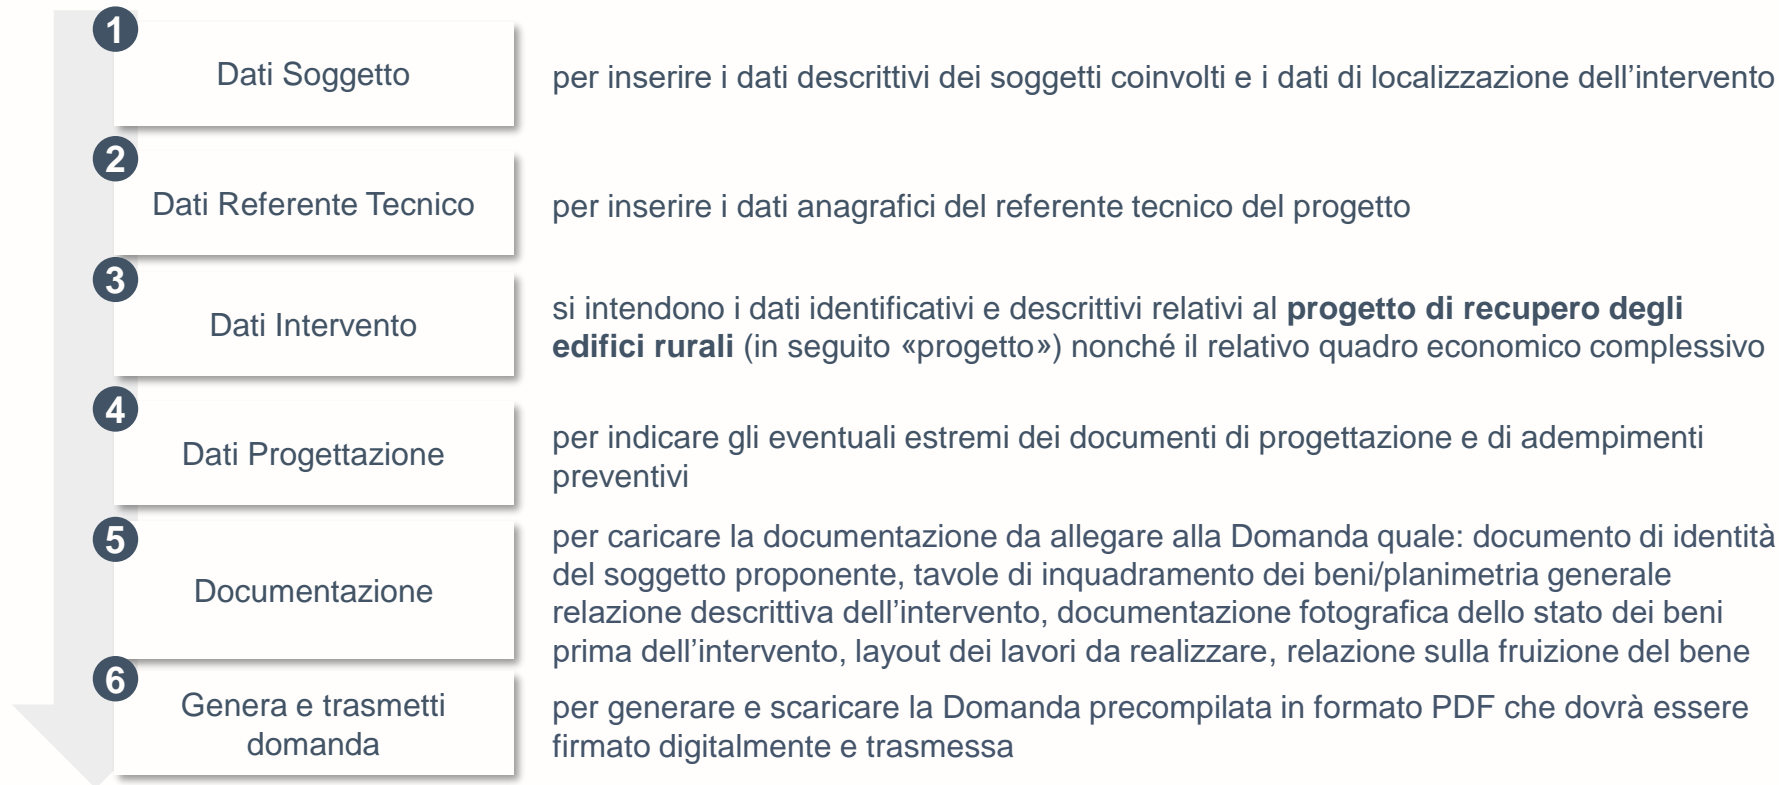 1
Dati Soggetto
per inserire i dati descrittivi dei soggetti coinvolti e i dati di localizzazione dell’intervento
2
Dati Referente Tecnico
per inserire i dati anagrafici del referente tecnico del progetto
3
Dati Intervento
si intendono i dati identificativi e descrittivi relativi al progetto di recupero degli
edifici rurali (in seguito «progetto») nonché il relativo quadro economico complessivo
4
Dati Progettazione
per indicare gli eventuali estremi dei documenti di progettazione e di adempimenti
preventivi
5
Documentazione
per caricare la documentazione da allegare alla Domanda quale: documento di identità
del soggetto proponente, tavole di inquadramento dei beni/planimetria generale
relazione descrittiva dell’intervento, documentazione fotografica dello stato dei beni
prima dell’intervento, layout dei lavori da realizzare, relazione sulla fruizione del bene
6
Genera e trasmetti
domanda
per generare e scaricare la Domanda precompilata in formato PDF che dovrà essere
firmato digitalmente e trasmessa